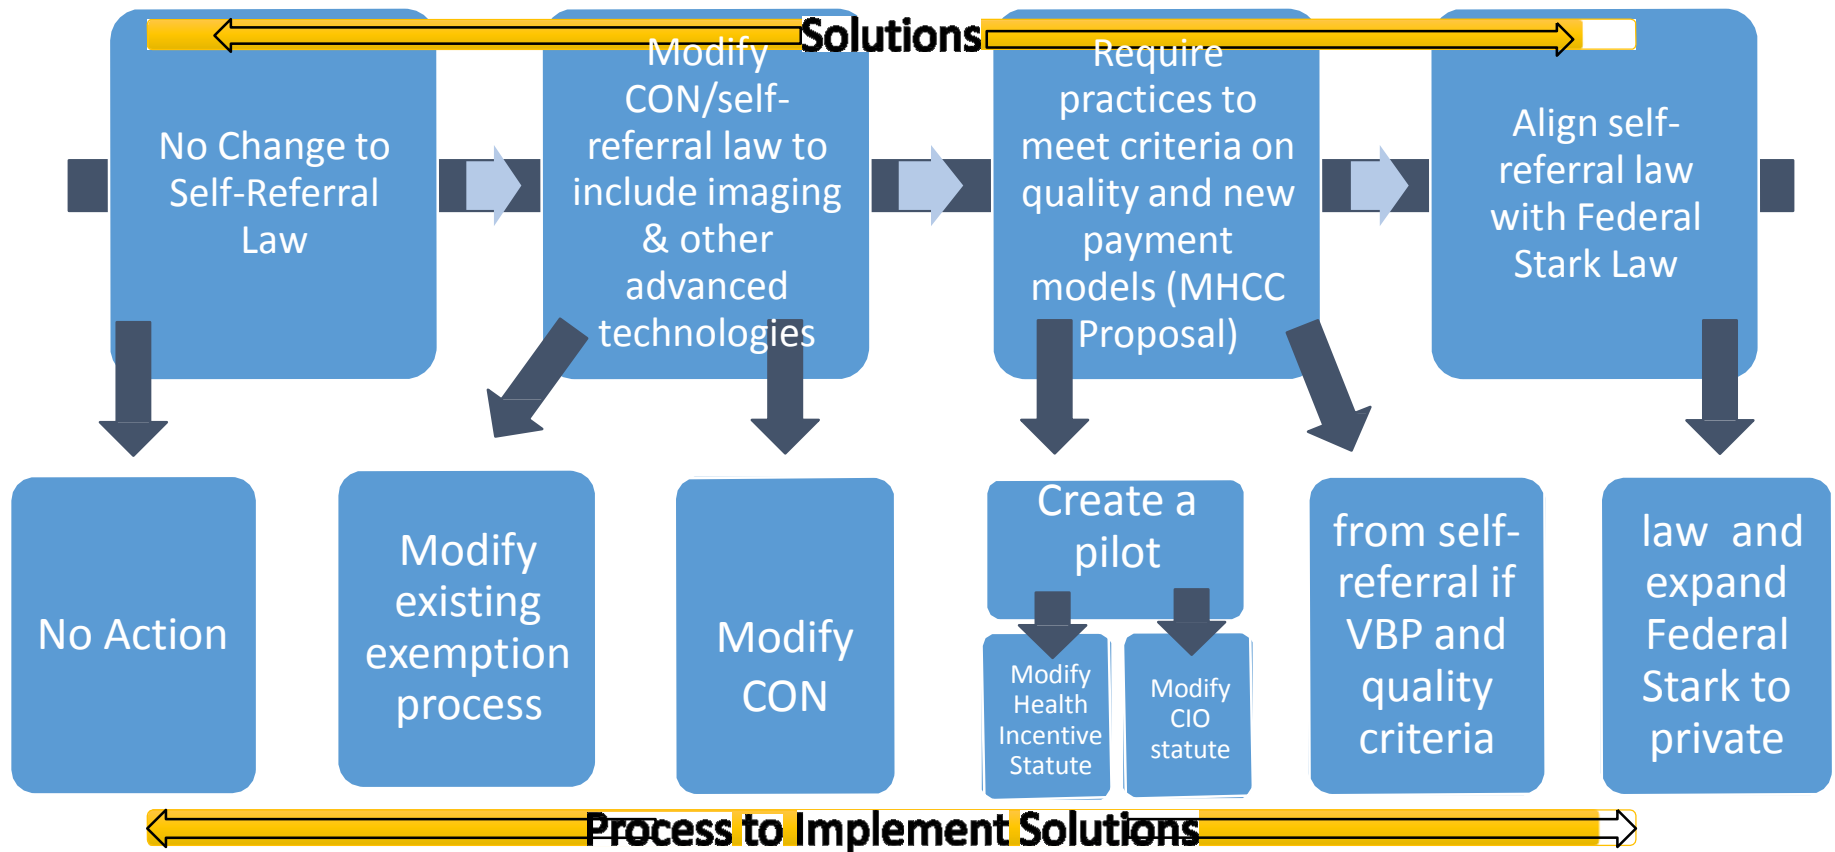 Solutions
No Change to
Self-Referral
Law
Modify
CON/self-
referral law to
include imaging
& other
advanced
technologies
Require
practices to
meet criteria on
quality and new
payment
models (MHCC
Proposal)
Align self-
referral law
with Federal
Stark Law
No Action
Modify
existing
exemption
process
Modify
CON
Create a
pilot
Modify
Health
Incentive
Statute
Modify
CIO
statute
from self-
referral if
VBP and
quality
criteria
law and
expand
Federal
Stark to
private
Process to Implement Solutions